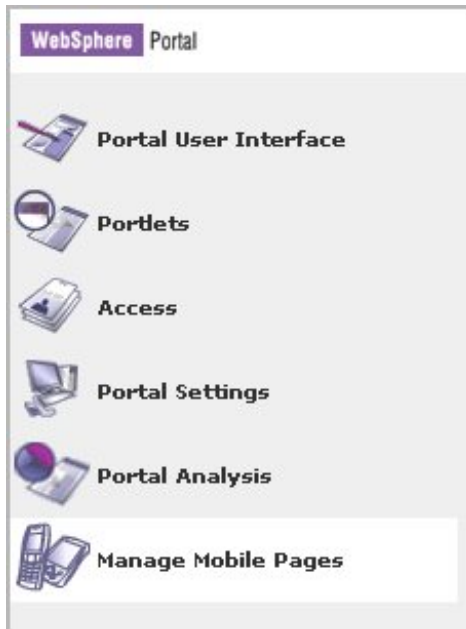 WebSphere Portal
Portal User Interface
Portlets
Access
Portal Settings
Portal Analysis
Manage Mobile Pages